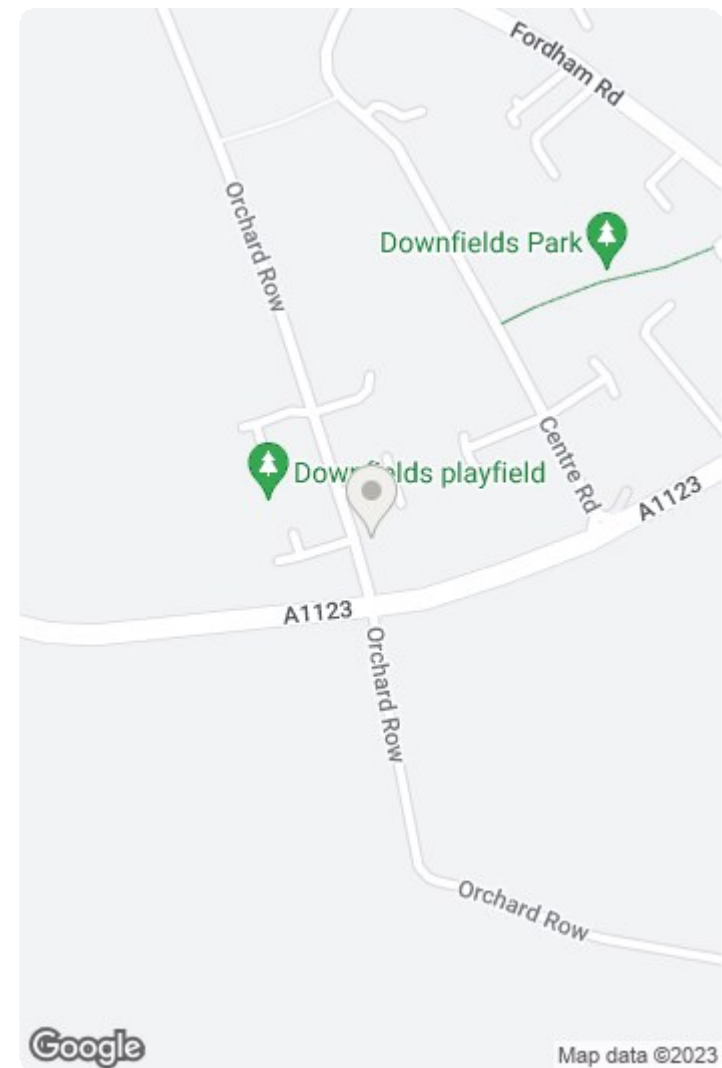 Fordham Rd
Orchard Row
Downfields Park
Centre Rd
Downfields playfield
A1123
A1123
Orchard Row
Orchard Row
Google
Map data ©2023